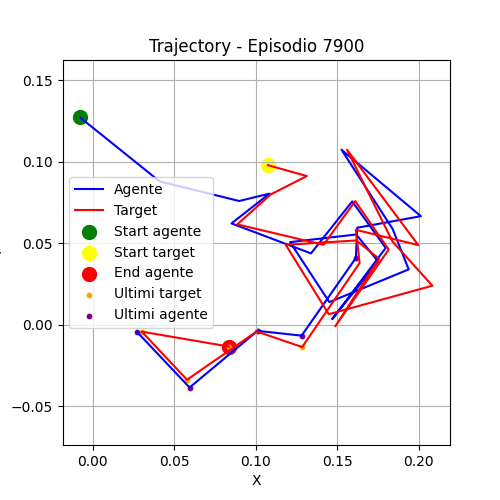 Trajectory - Episodio 7900
0.15
0.10
0.05
0.00
−0.05
Agente
Target
Start agente
Start target
End agente
Ultimi target
Ultimi agente
0.00 0.05 0.10 0.15 0.20
X